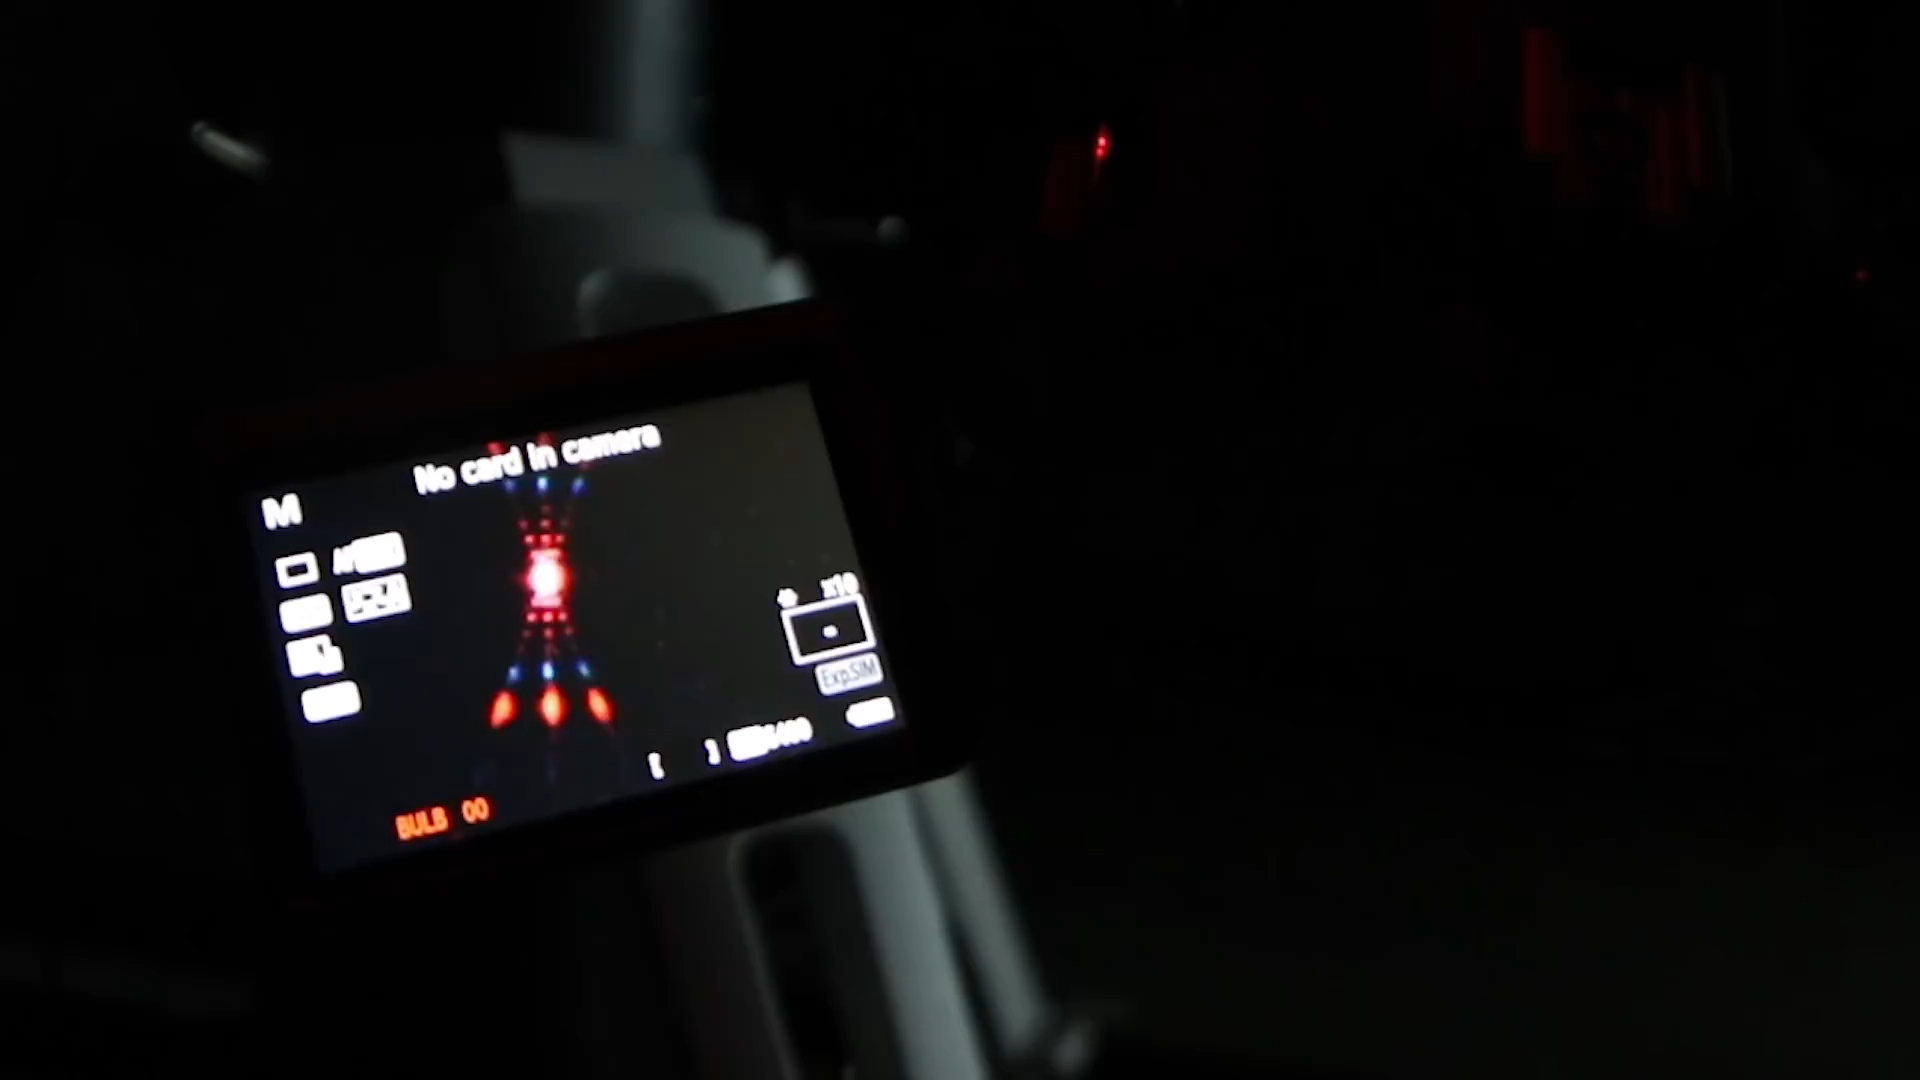 No card in camera
M
x10
Exp.SIM
[ ]
BULB 00